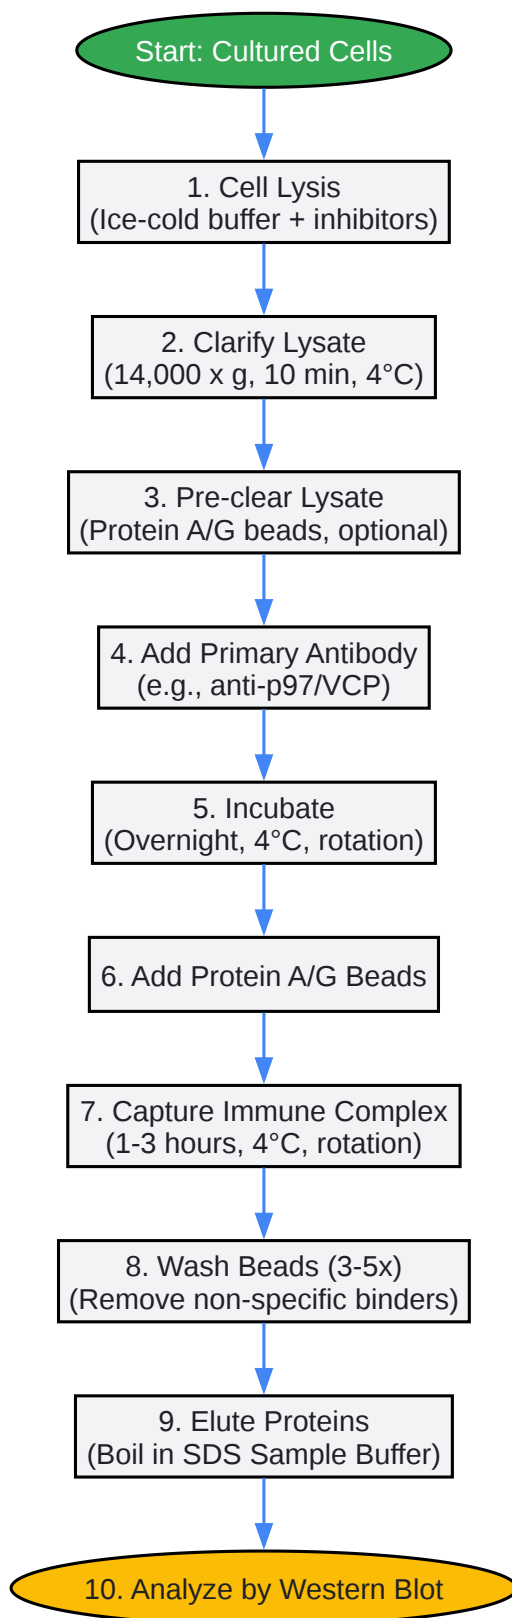 Start: Cultured Cells
1. Cell Lysis
(Ice-cold buffer + inhibitors)
2. Clarify Lysate
(14,000 x g, 10 min, 4°C)
3. Pre-clear Lysate
(Protein A/G beads, optional)
4. Add Primary Antibody
(e.g., anti-p97/VCP)
5. Incubate
(Overnight, 4°C, rotation)
6. Add Protein A/G Beads
7. Capture Immune Complex
(1-3 hours, 4°C, rotation)
8. Wash Beads (3-5x)
(Remove non-specific binders)
9. Elute Proteins
(Boil in SDS Sample Buffer)
10. Analyze by Western Blot